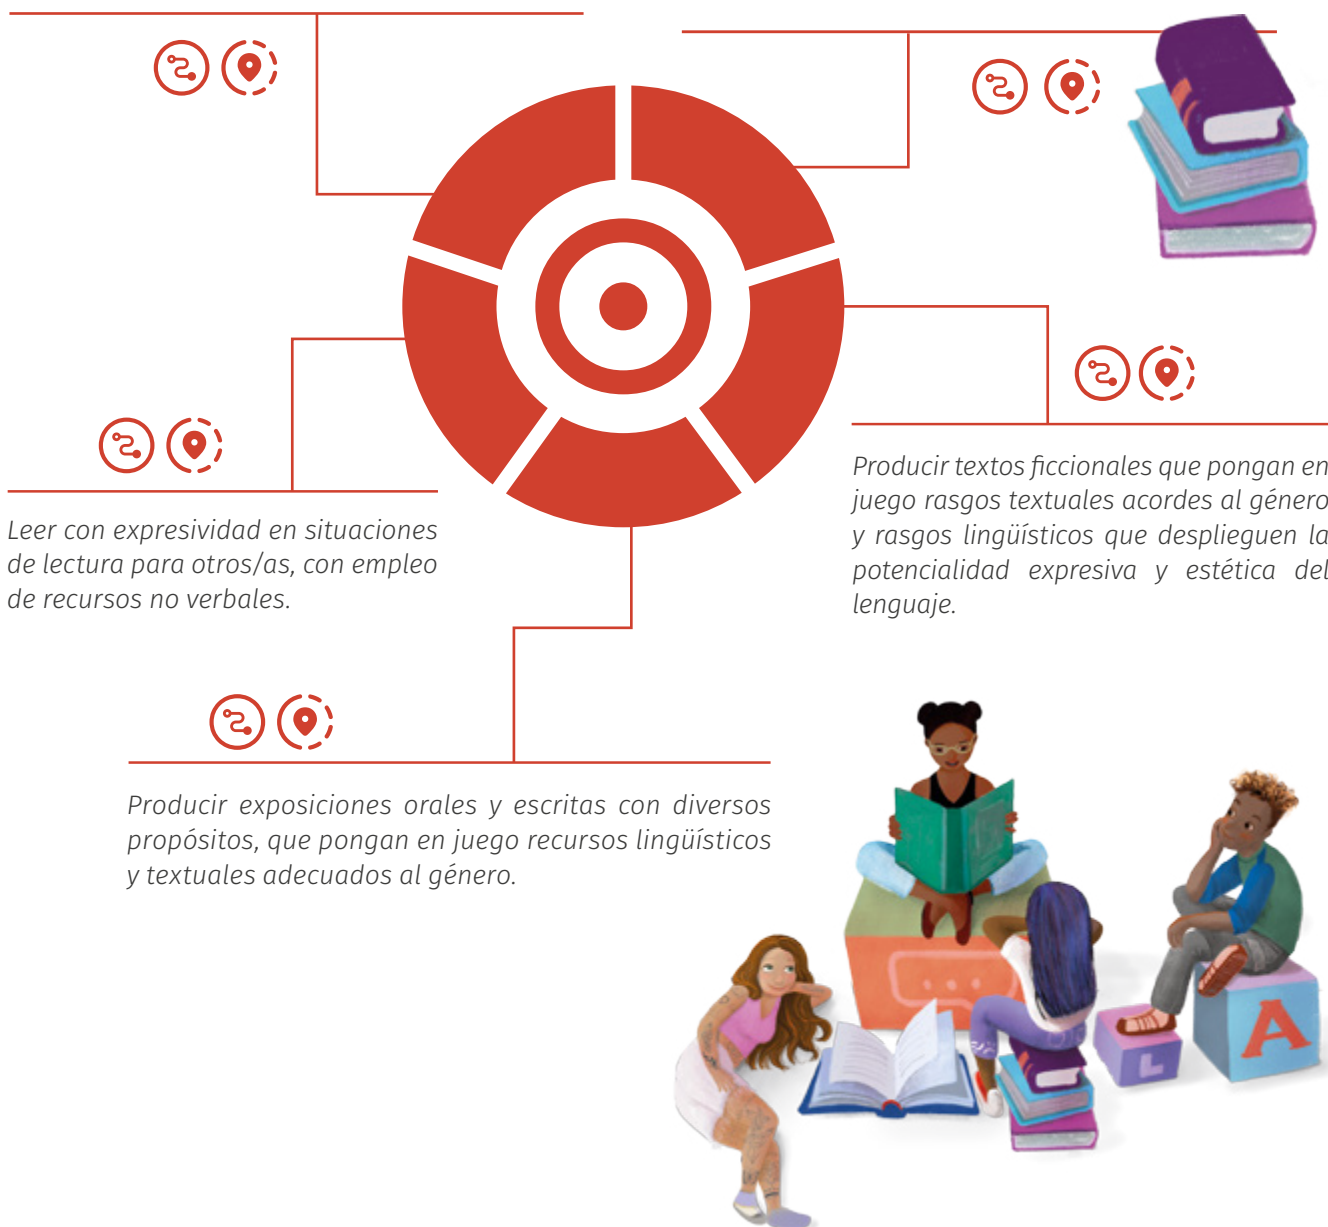 Leer con expresividad en situaciones
de lectura para otros/as, con empleo
de recursos no verbales.
Producir textos ficcionales que pongan en
juego rasgos textuales acordes al género
y rasgos lingüísticos que desplieguen la
potencialidad expresiva y estética del
lenguaje.
Producir exposiciones orales y escritas con diversos
propósitos, que pongan en juego recursos lingüísticos
y textuales adecuados al género.
L
A